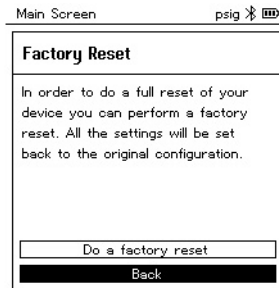 Main Screen psig
Factory Reset
In order to do a full reset of your
device you can perform a factory
reset. All the settings will be set
back to the original configuration.
Do a factory reset
Back